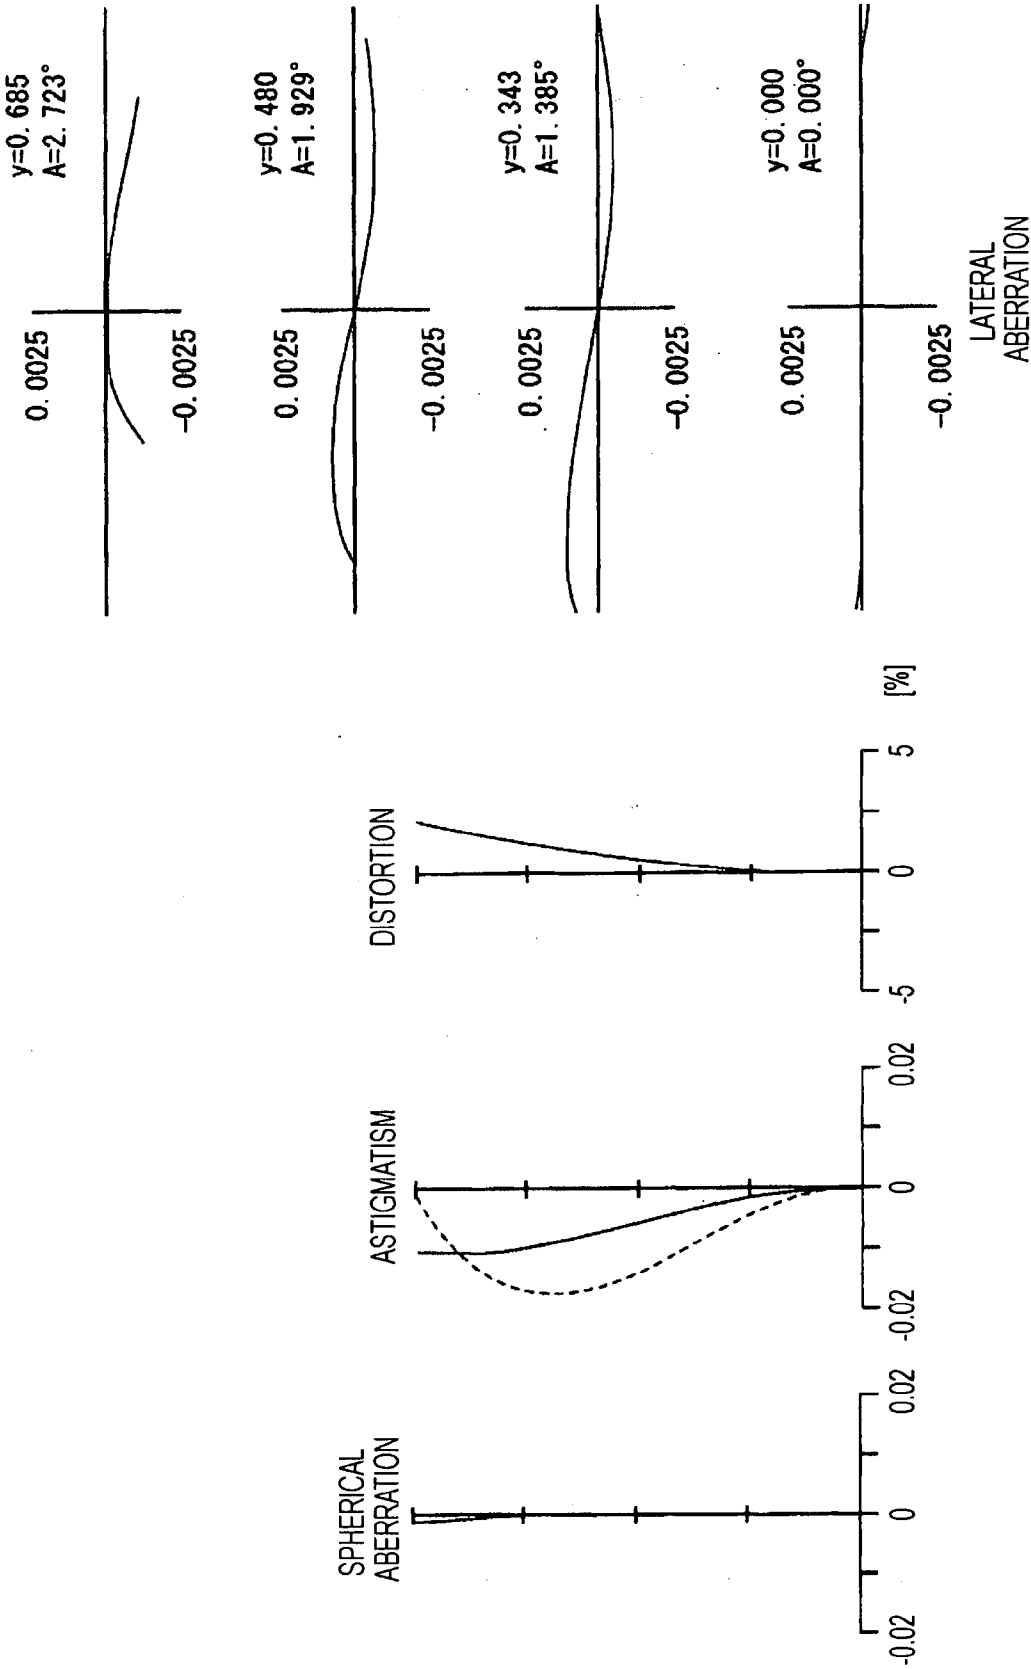 SPHERICAL
ABERRATION
-0.02
0
0.02
ASTIGMATISM
-0.02
0
0.02
DISTORTION
-5
0
5
[%]
y=0.685
A=2.723°
0.0025
-0.0025
y=0.480
A=1.929°
0.0025
-0.0025
y=0.343
A=1.385°
0.0025
-0.0025
y=0.000
A=0.000°
0.0025
-0.0025
LATERAL
ABERRATION